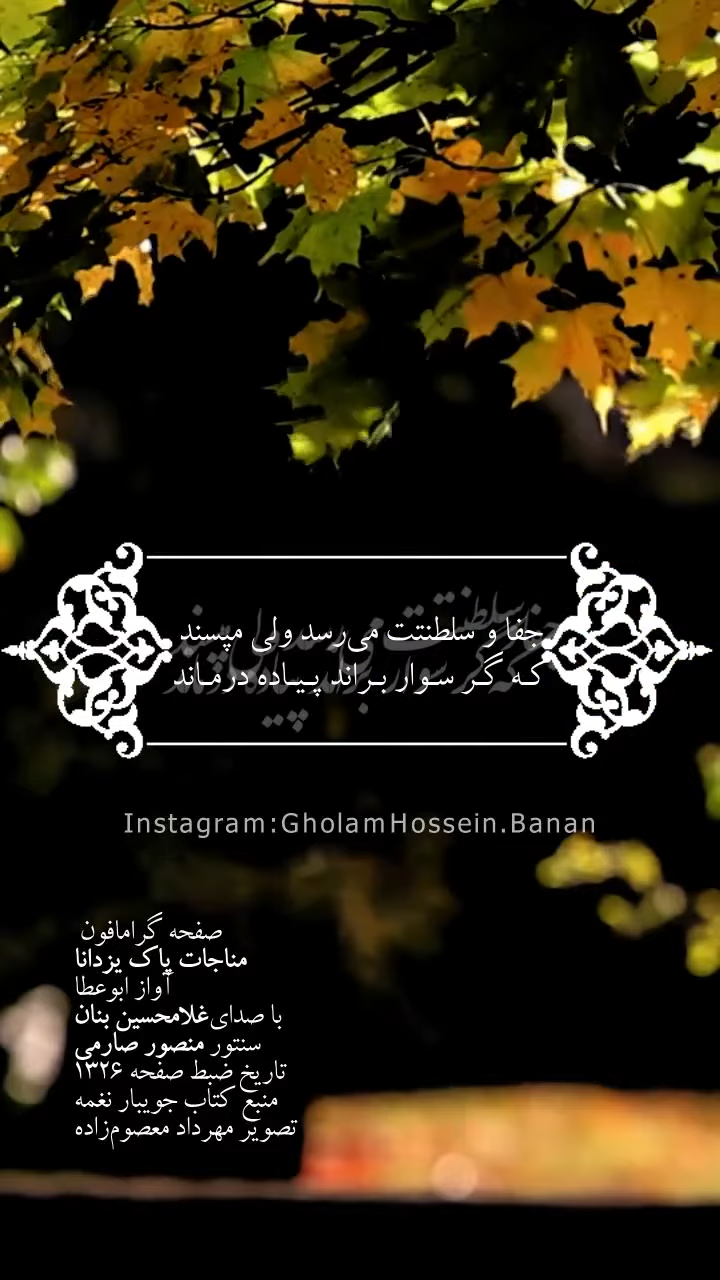 جفا و سلطنتت می‌رسد ولی مپسند
که گر سوار براند پیاده درماند
Instagram:GholamHossein.Banan
صفحه گرامافون
مناجات پاک یزدانا
آواز ابوعطا
با صدای غلامحسین بنان
سنتور منصور صارمی
تاریخ ضبط صفحه ۱۳۲۶
منبع کتاب جویبار نغمه
تصویر مهرداد معصوم‌زاده